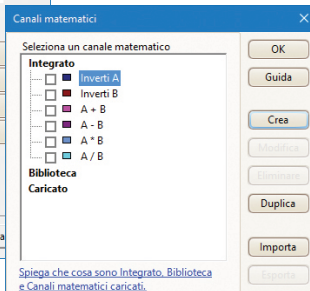 Canali matematici
Seleziona un canale matematico
Integrato
Inverti A
Inverti B
A + B
A - B
A * B
A / B
Biblioteca
Caricato
OK
Guida
Crea
Modifica
Eliminare
Duplica
Importa
Esporta
Spiega che cosa sono Integrato, Biblioteca
e Canali matematici caricati.
a